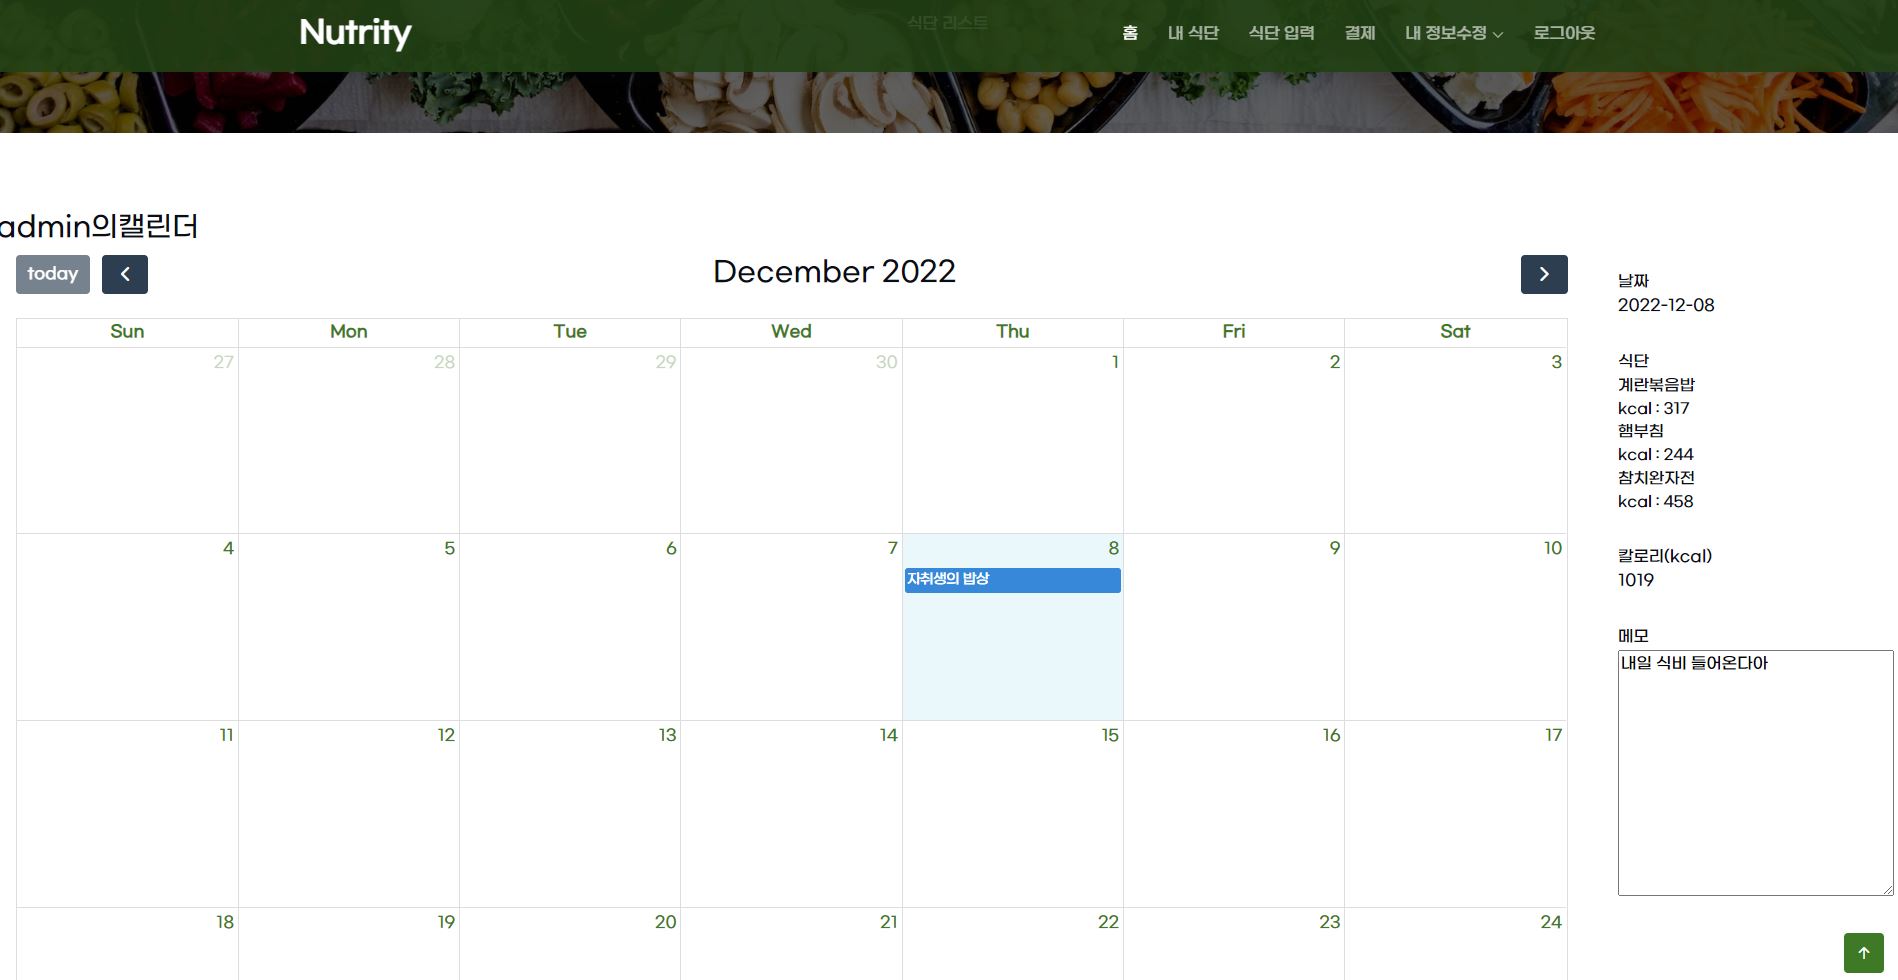 Nutrity
식단 리스트
홈 내 식단 식단 입력 결제 내 정보수정 로그아웃
admin의캘린더
today
December 2022
Sun Mon Tue Wed Thu Fri Sat
27 28 29 30 1 2 3
4 5 6 7 8 9 10
자취생의 밥상
11 12 13 14 15 16 17
18 19 20 21 22 23 24
날짜
2022-12-08
식단
계란볶음밥
kcal : 317
햄부침
kcal : 244
참치완자전
kcal : 458
칼로리(kcal)
1019
메모
내일 식비 들어온다아